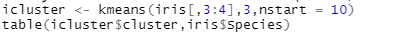 icluster <- kmeans(iris[,3:4],3,nstart = 10)
table(icluster$cluster,iris$Species)